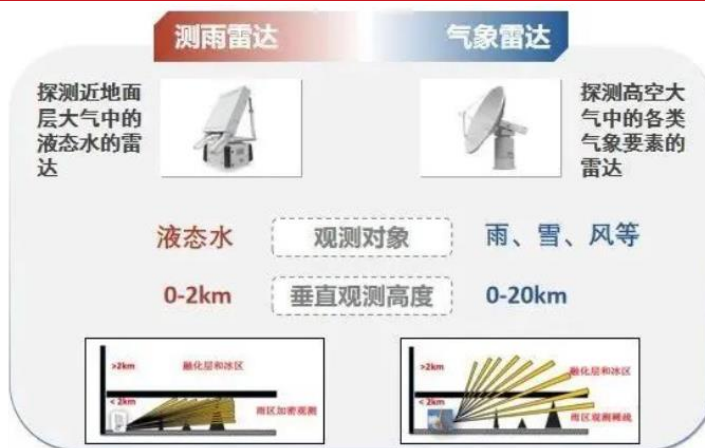 测雨雷达
气象雷达
探测近地面
层大气中的
液态水的雷
达
探测高空大
气中的各类
气象要素的
雷达
液态水
观测对象
雨、雪、风等
0-2km
垂直观测高度
0-20km
>2km
融化层和冰区
<2km
雨区加密观测
>2km
融化层和冰区
<2km
雨区观测稀疏